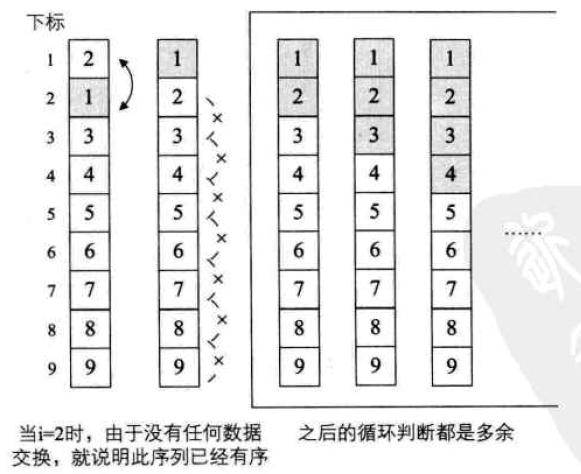 下标
1 2 1 1 1 1
2 1 2 2 2 2
3 3 3 3 3 3
4 4 4 4 4 4
5 5 5 5 5 5
6 6 6 6 6 6
7 7 7 7 7 7
8 8 8 8 8 8
9 9 9 9 9 9
......
当i=2时，由于没有任何数据
交换，就说明此序列已经有序
之后的循环判断都是多余